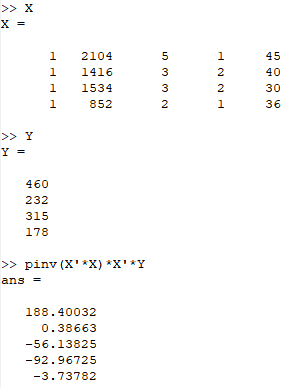 >> X
X =
1 2104 5 1 45
1 1416 3 2 40
1 1534 3 2 30
1 852 2 1 36
>> Y
Y =
460
232
315
178
>> pinv(X'*X)*X'*Y
ans =
188.40032
0.38663
-56.13825
-92.96725
-3.73782